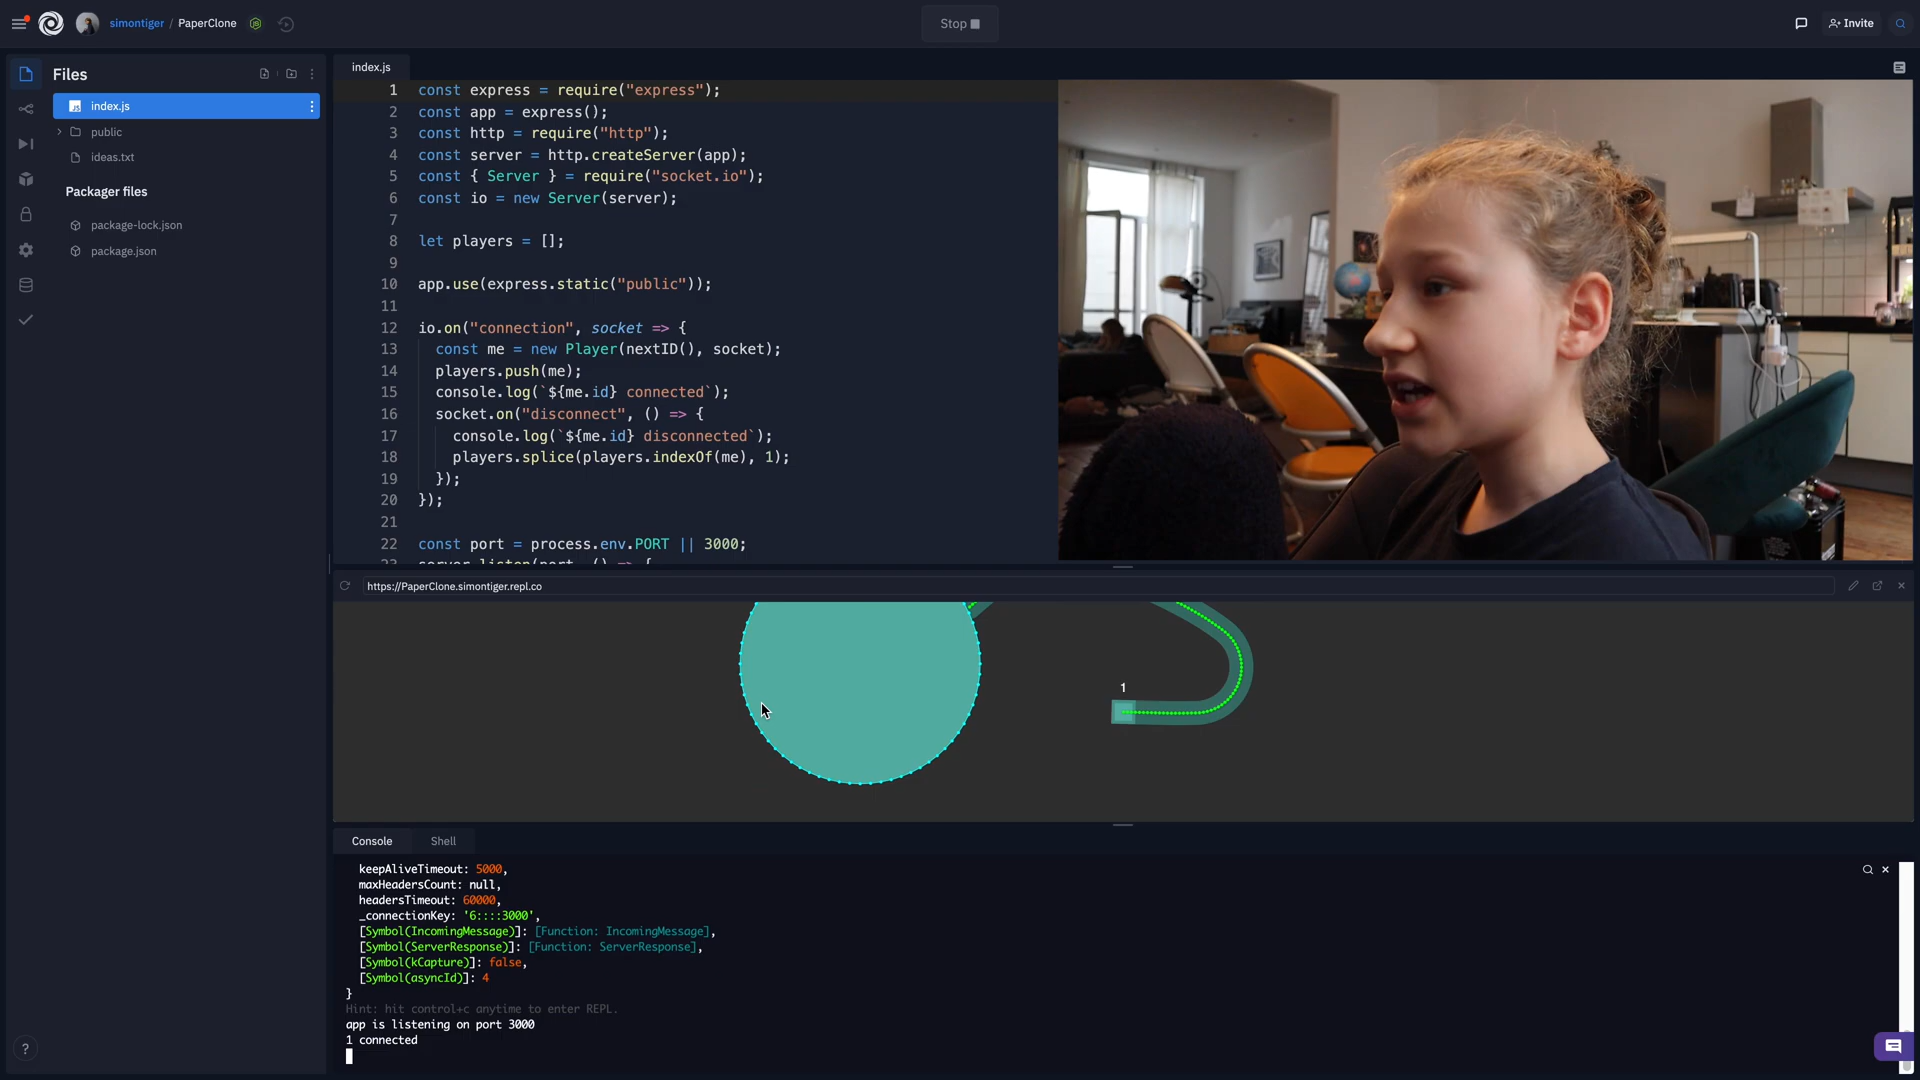 simontiger / PaperClone
Stop
Invite
Files
index.js
public
ideas.txt
Packager files
package-lock.json
package.json
index.js
1 const express = require("express");
2 const app = express();
3 const http = require("http");
4 const server = http.createServer(app);
5 const { Server } = require("socket.io");
6 const io = new Server(server);
7
8 let players = [];
9
10 app.use(express.static("public"));
11
12 io.on("connection", socket => {
13 const me = new Player(nextID(), socket);
14 players.push(me);
15 console.log(`${me.id} connected`);
16 socket.on("disconnect", () => {
17 console.log(`${me.id} disconnected`);
18 players.splice(players.indexOf(me), 1);
19 });
20 });
21
22 const port = process.env.PORT || 3000;
23 server.listen(port, () => {
https://PaperClone.simontiger.repl.co
1
Console Shell
keepAliveTimeout: 5000,
maxHeadersCount: null,
headersTimeout: 60000,
_connectionKey: '6::::3000',
[Symbol(IncomingMessage)]: [Function: IncomingMessage],
[Symbol(ServerResponse)]: [Function: ServerResponse],
[Symbol(kCapture)]: false,
[Symbol(asyncId)]: 4
}
Hint: hit control+c anytime to enter REPL.
app is listening on port 3000
1 connected
?